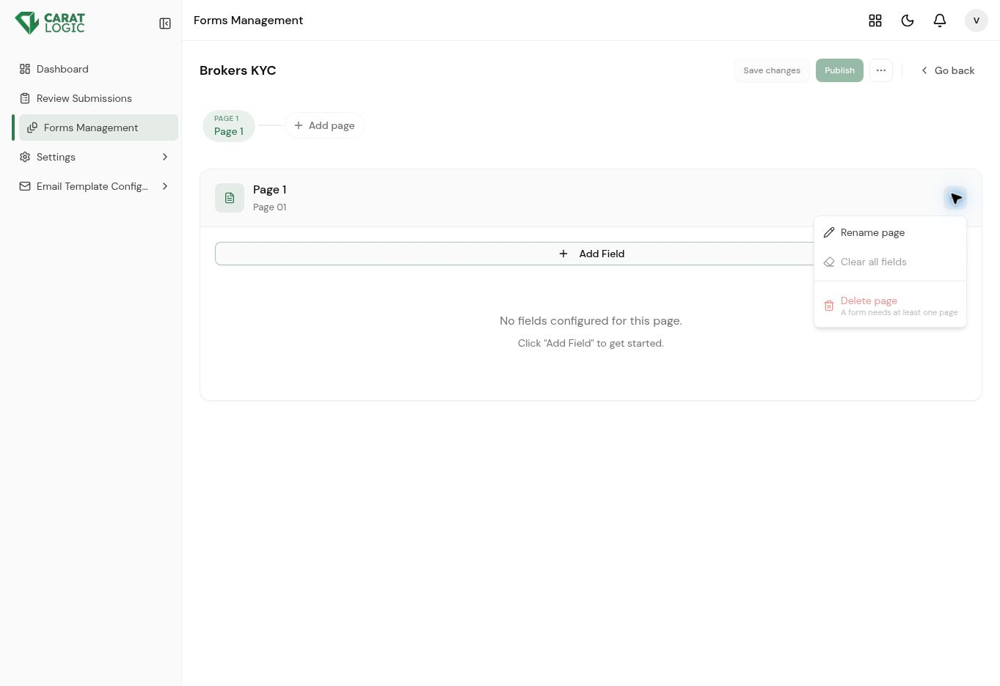 CARAT
LOGIC
Forms Management
V
Dashboard
Review Submissions
Forms Management
Settings
Email Template Config...
Brokers KYC
Save changes
Publish
Go back
PAGE 1
Page 1
Add page
Page 1
Page 01
Rename page
Clear all fields
Delete page
A form needs at least one page
Add Field
No fields configured for this page.
Click "Add Field" to get started.